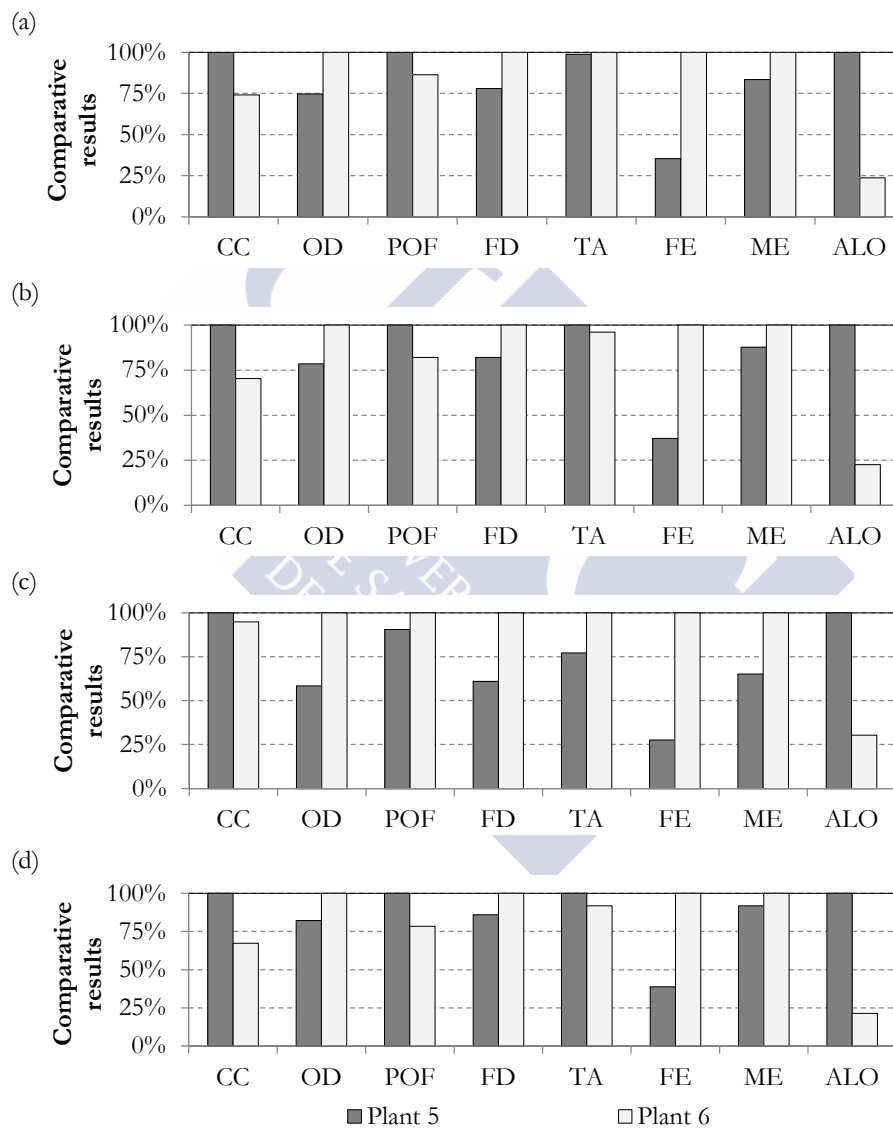 (a)
100%
75%
50%
25%
0%
Comparative
results
CC OD POF FD TA FE ME ALO
(b)
100%
75%
50%
25%
0%
Comparative
results
CC OD POF FD TA FE ME ALO
(c)
100%
75%
50%
25%
0%
Comparative
results
CC OD POF FD TA FE ME ALO
(d)
100%
75%
50%
25%
0%
Comparative
results
CC OD POF FD TA FE ME ALO
Plant 5 Plant 6